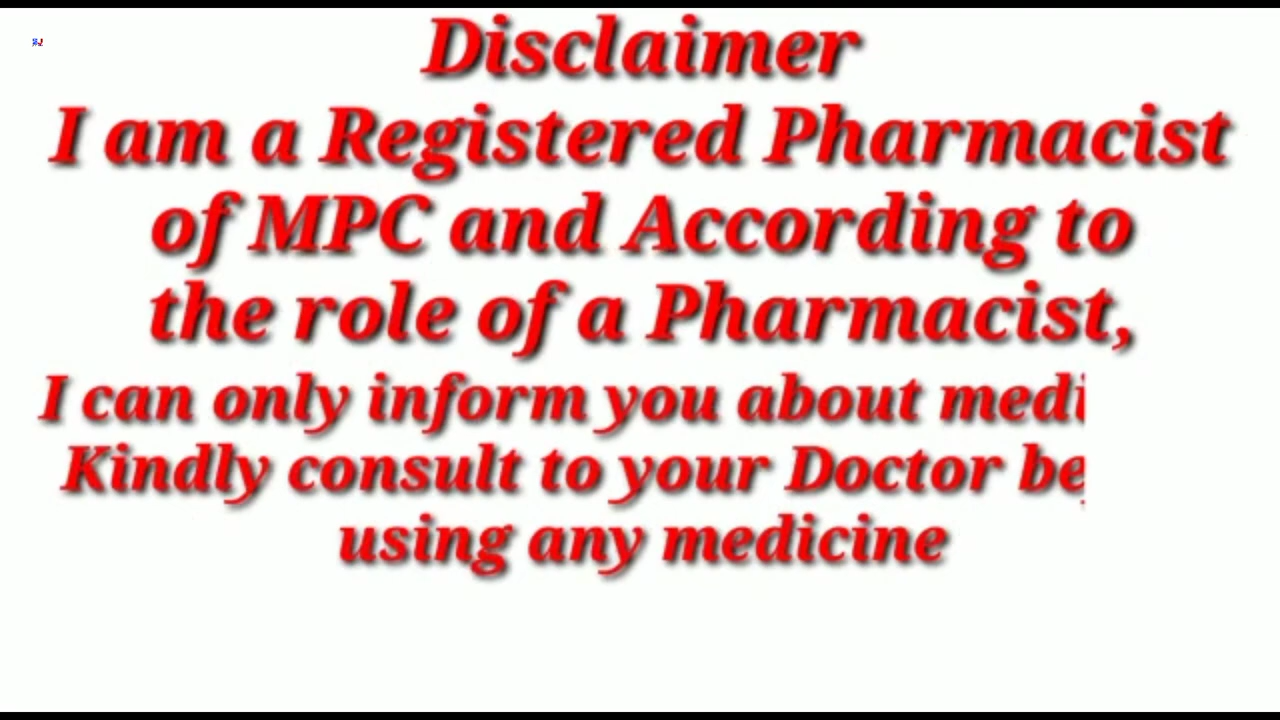 Disclaimer
I am a Registered Pharmacist
of MPC and According to
the role of a Pharmacist,
I can only inform you about medi
Kindly consult to your Doctor be
using any medicine